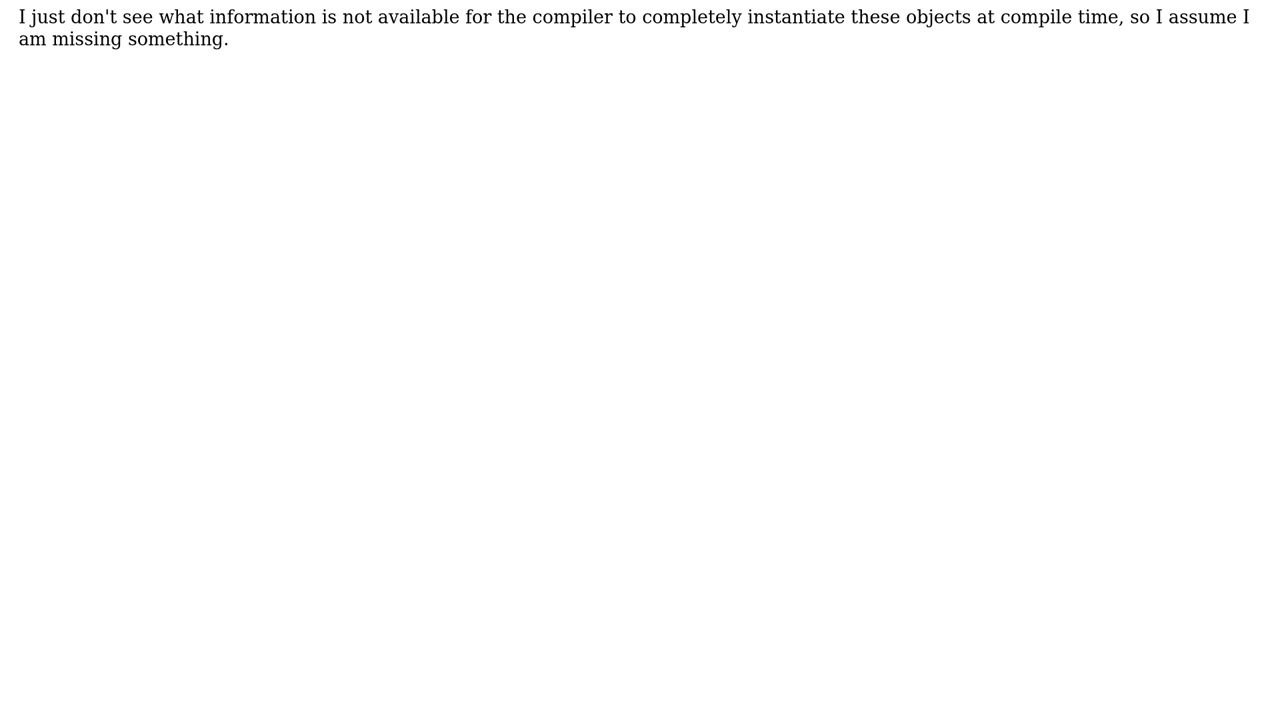 I just don't see what information is not available for the compiler to completely instantiate these objects at compile time, so I assume I
am missing something.